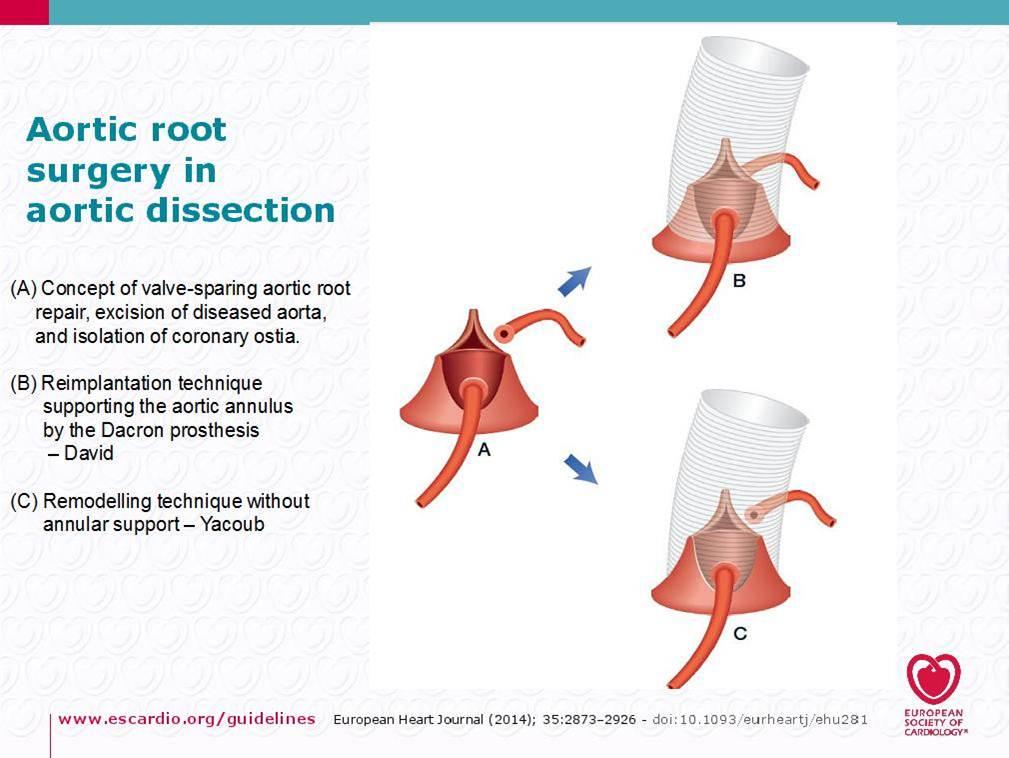 Aortic root
surgery in
aortic dissection
(A) Concept of valve-sparing aortic root
repair, excision of diseased aorta,
and isolation of coronary ostia.
(B) Reimplantation technique
supporting the aortic annulus
by the Dacron prosthesis
– David
(C) Remodelling technique without
annular support – Yacoub
A
B
C
www.escardio.org/guidelines European Heart Journal (2014); 35:2873–2926 - doi:10.1093/eurheartj/ehu281
EUROPEAN
SOCIETY OF
CARDIOLOGY®